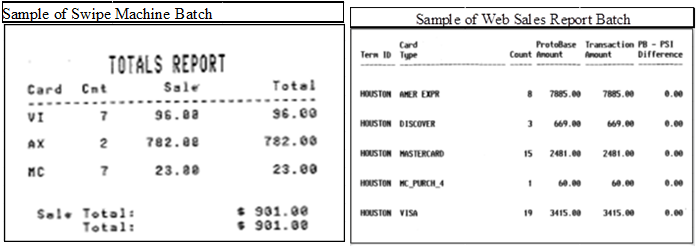 Sample of Swipe Machine Batch
TOTALS REPORT
Card Cnt Sale Total
VI 7 96.00 96.00
AX 2 782.00 782.00
MC 7 23.00 23.00
Sale Total: $ 901.00
Total: $ 901.00
Sample of Web Sales Report Batch
Card ProtoBase Transaction PB - PSI
Term ID Type Count Amount Amount Difference
HOUSTON AMER EXPR 8 7885.00 7885.00 0.00
HOUSTON DISCOVER 3 669.00 669.00 0.00
HOUSTON MASTERCARD 15 2481.00 2481.00 0.00
HOUSTON MC_PURCH_4 1 60.00 60.00 0.00
HOUSTON VISA 19 3415.00 3415.00 0.00